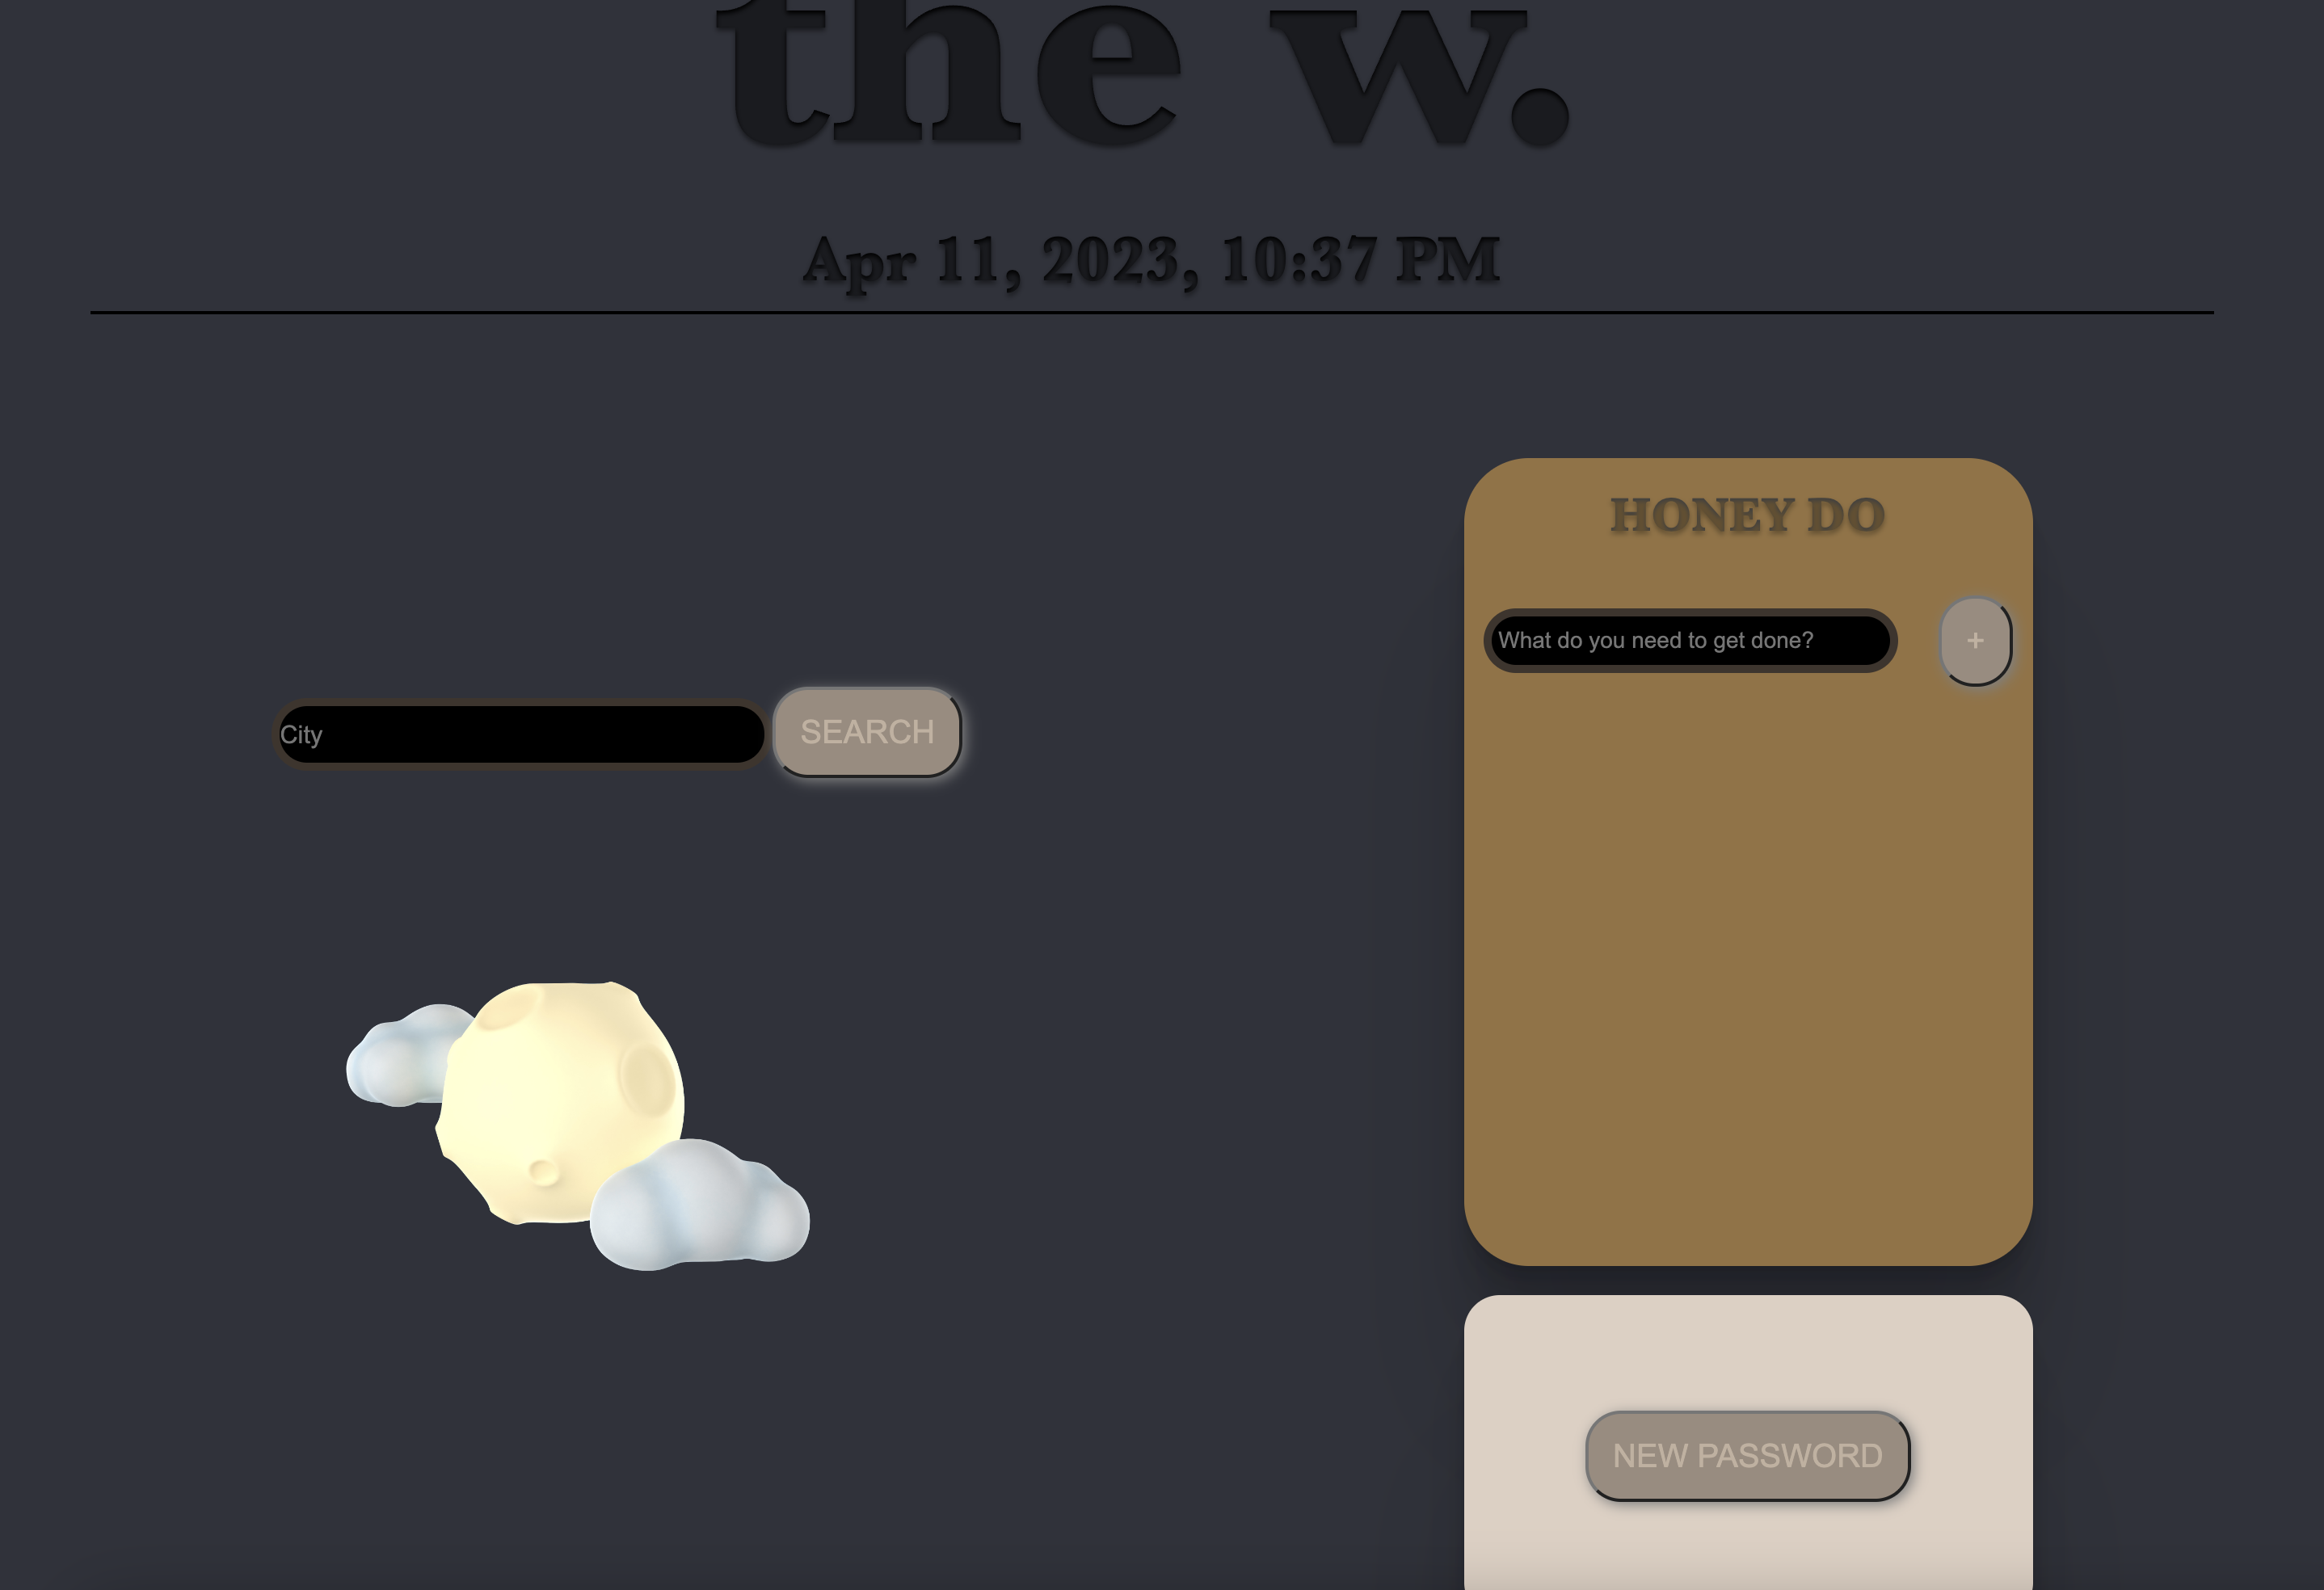 the w.
Apr 11, 2023, 10:37 PM
HONEY DO
What do you need to get done?
+
City
SEARCH
NEW PASSWORD